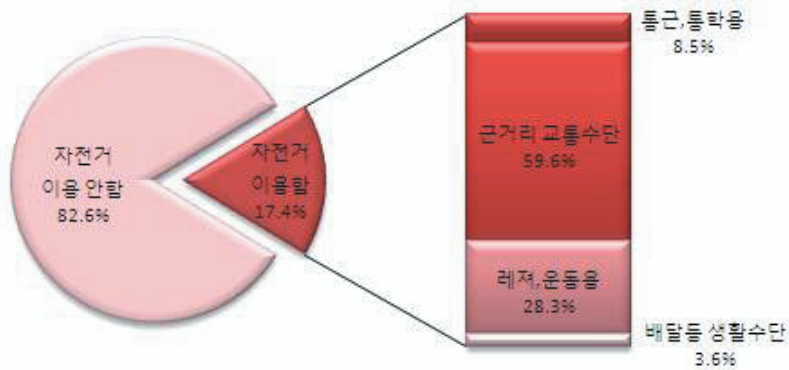 자전거
이용 안함
82.6%
자전거
이용함
17.4%
통근,통학용
8.5%
근거리 교통수단
59.6%
레져,운동용
28.3%
배달등 생활수단
3.6%